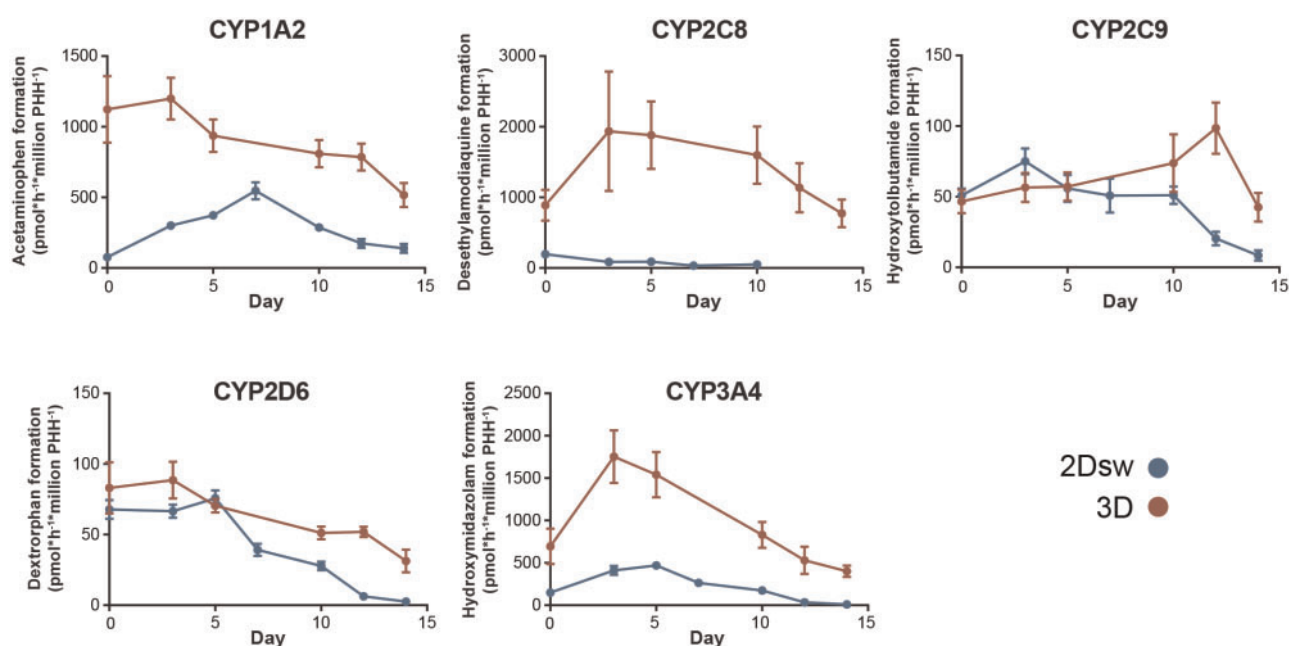 CYP1A2
Acetaminophen formation
(pmol*h⁻¹*million PHH⁻¹)
1500
1000
500
0
0 5 10 15
Day
CYP2C8
Desethylamodiaquine formation
(pmol*h⁻¹*million PHH⁻¹)
3000
2000
1000
0
0 5 10 15
Day
CYP2C9
Hydroxytolbutamide formation
(pmol*h⁻¹*million PHH⁻¹)
150
100
50
0
0 5 10 15
Day
CYP2D6
Dextrorphan formation
(pmol*h⁻¹*million PHH⁻¹)
150
100
50
0
0 5 10 15
Day
CYP3A4
Hydroxymidazolam formation
(pmol*h⁻¹*million PHH⁻¹)
2500
2000
1500
1000
500
0
0 5 10 15
Day
2Dsw
3D